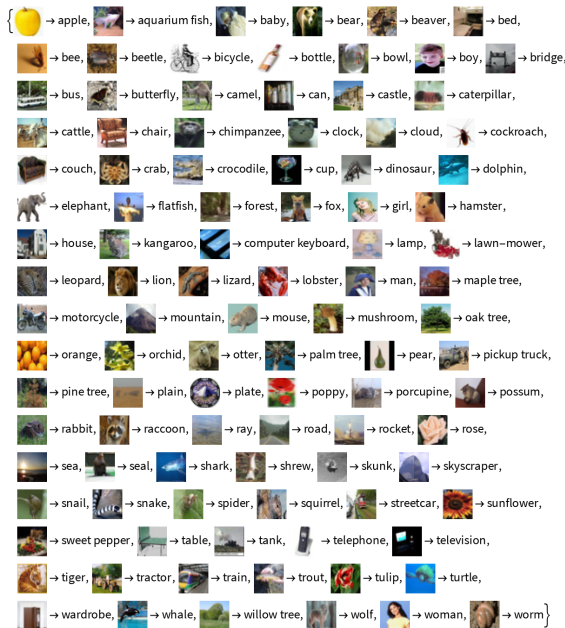 { → apple, → aquarium fish, → baby, → bear, → beaver, → bed,
→ bee, → beetle, → bicycle, → bottle, → bowl, → boy, → bridge,
→ bus, → butterfly, → camel, → can, → castle, → caterpillar,
→ cattle, → chair, → chimpanzee, → clock, → cloud, → cockroach,
→ couch, → crab, → crocodile, → cup, → dinosaur, → dolphin,
→ elephant, → flatfish, → forest, → fox, → girl, → hamster,
→ house, → kangaroo, → computer keyboard, → lamp, → lawn-mower,
→ leopard, → lion, → lizard, → lobster, → man, → maple tree,
→ motorcycle, → mountain, → mouse, → mushroom, → oak tree,
→ orange, → orchid, → otter, → palm tree, → pear, → pickup truck,
→ pine tree, → plain, → plate, → poppy, → porcupine, → possum,
→ rabbit, → raccoon, → ray, → road, → rocket, → rose,
→ sea, → seal, → shark, → shrew, → skunk, → skyscraper,
→ snail, → snake, → spider, → squirrel, → streetcar, → sunflower,
→ sweet pepper, → table, → tank, → telephone, → television,
→ tiger, → tractor, → train, → trout, → tulip, → turtle,
→ wardrobe, → whale, → willow tree, → wolf, → woman, → worm}